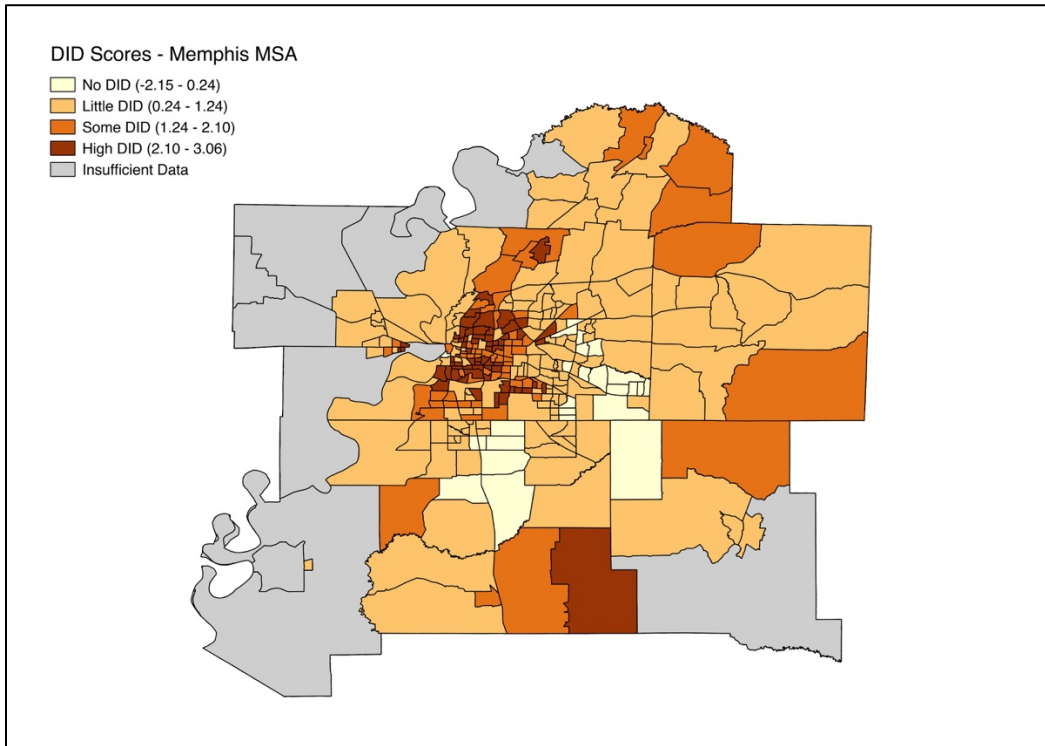 DID Scores - Memphis MSA
No DID (-2.15 - 0.24)
Little DID (0.24 - 1.24)
Some DID (1.24 - 2.10)
High DID (2.10 - 3.06)
Insufficient Data